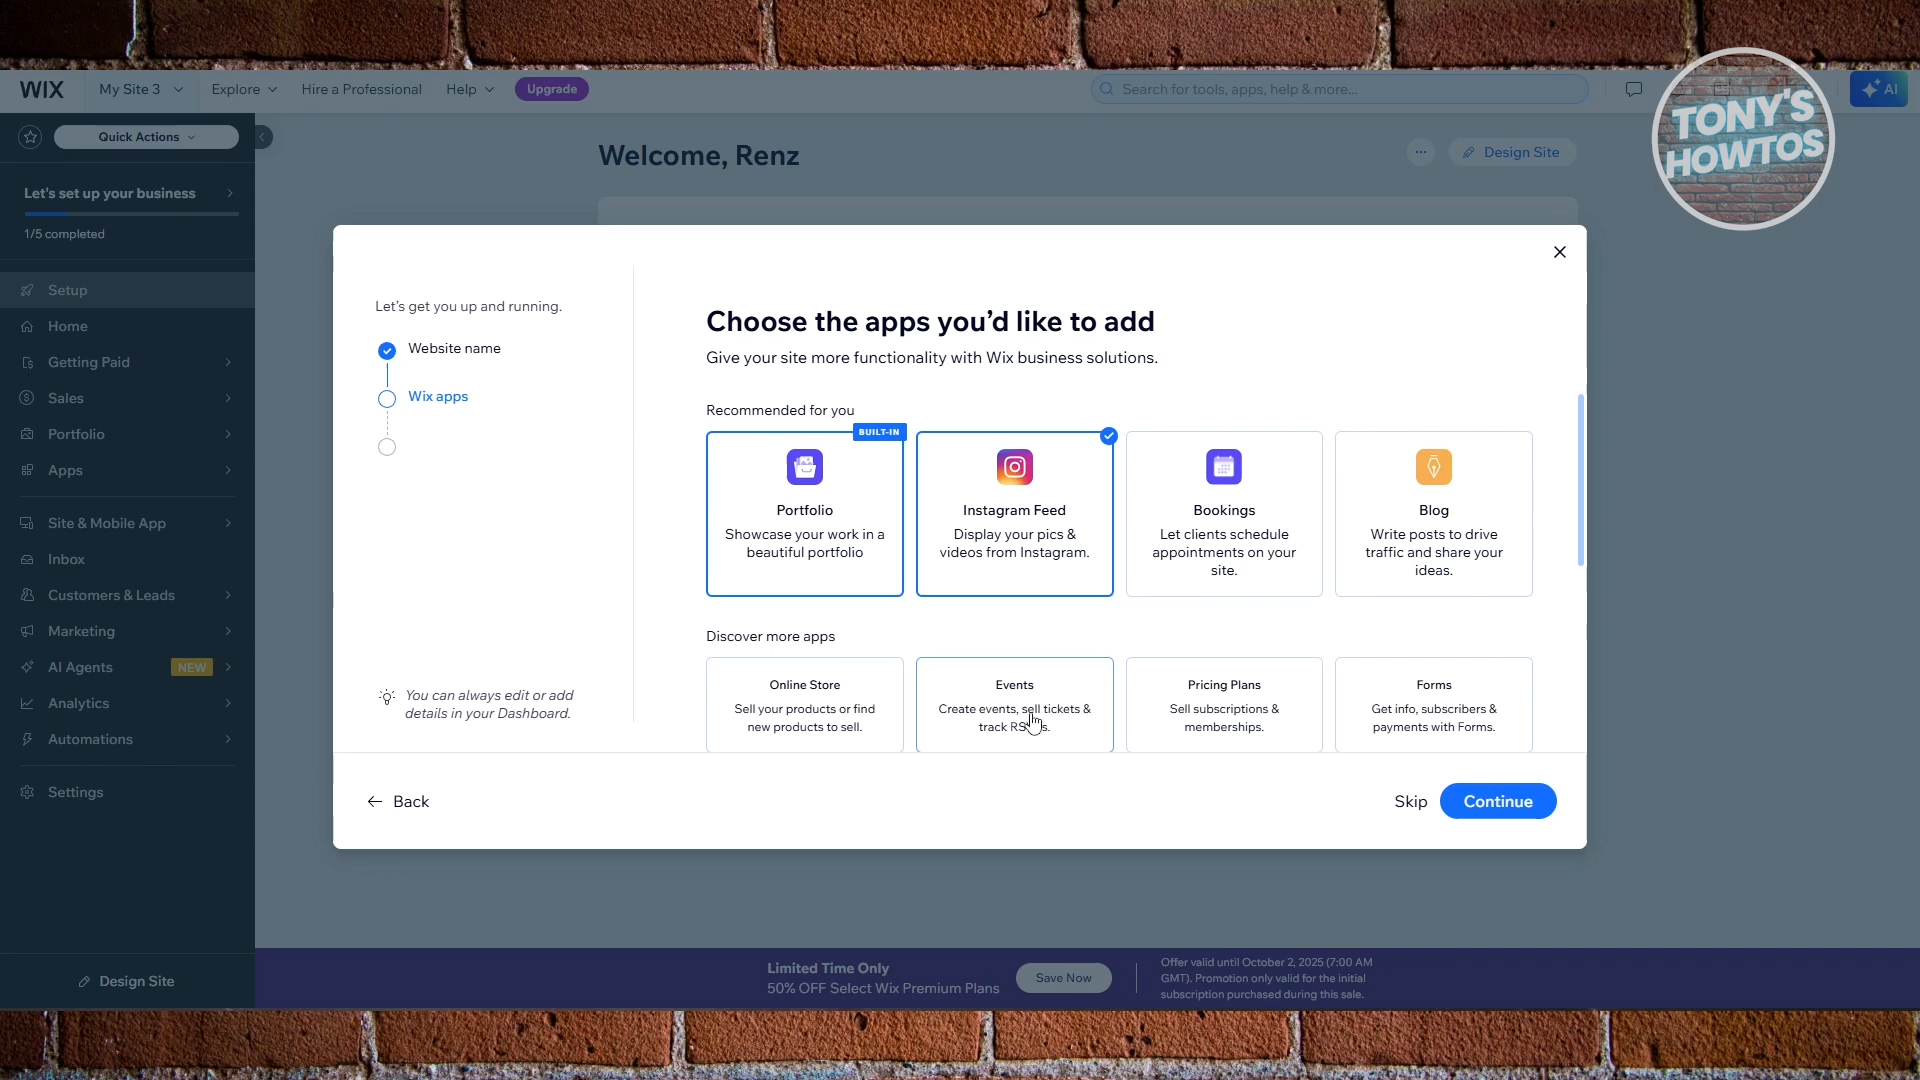 WIX
My Site 3
Explore
Hire a Professional
Help
Upgrade
Search for tools, apps, help & more...
AI
TONY'S
HOWTOS
Quick Actions
Welcome, Renz
Design Site
Let's set up your business
1/5 completed
Setup
Home
Getting Paid
Sales
Portfolio
Apps
Site & Mobile App
Inbox
Customers & Leads
Marketing
AI Agents NEW
Analytics
Automations
Settings
Design Site
Let's get you up and running.
Website name
Wix apps
You can always edit or add
details in your Dashboard.
Choose the apps you'd like to add
Give your site more functionality with Wix business solutions.
Recommended for you
BUILT-IN
Portfolio
Showcase your work in a
beautiful portfolio
Instagram Feed
Display your pics &
videos from Instagram.
Bookings
Let clients schedule
appointments on your
site.
Blog
Write posts to drive
traffic and share your
ideas.
Discover more apps
Online Store
Sell your products or find
new products to sell.
Events
Create events, sell tickets &
track
Pricing Plans
Sell subscriptions &
memberships.
Forms
Get info, subscribers &
payments with Forms.
Back
Skip
Continue
Limited Time Only
50% OFF Select Wix Premium Plans
Save Now
Offer valid until October 2, 2025 (7:00 AM
GMT). Promotion only valid for the initial
subscription purchased during this sale.